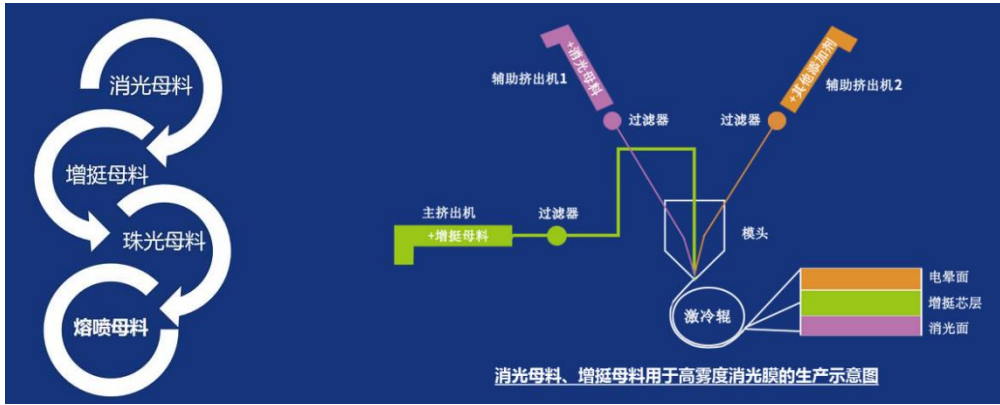 消光母料
增挺母料
珠光母料
熔喷母料
辅助挤出机1
+消光母料
过滤器
+其他添加剂
辅助挤出机2
过滤器
主挤出机
+增挺母料
过滤器
模头
激冷辊
电晕面
增挺芯层
消光面
消光母料、增挺母料用于高雾度消光膜的生产示意图